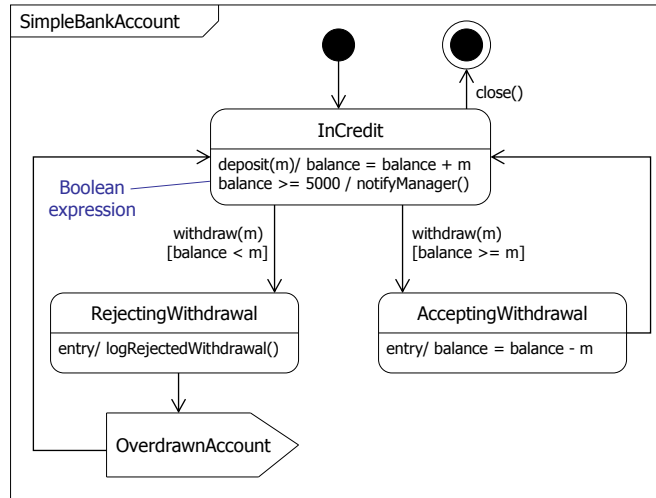 SimpleBankAccount
close()
InCredit
deposit(m)/ balance = balance + m
balance >= 5000 / notifyManager()
Boolean
expression
withdraw(m)
[balance < m]
withdraw(m)
[balance >= m]
RejectingWithdrawal
entry/ logRejectedWithdrawal()
AcceptingWithdrawal
entry/ balance = balance - m
OverdrawnAccount